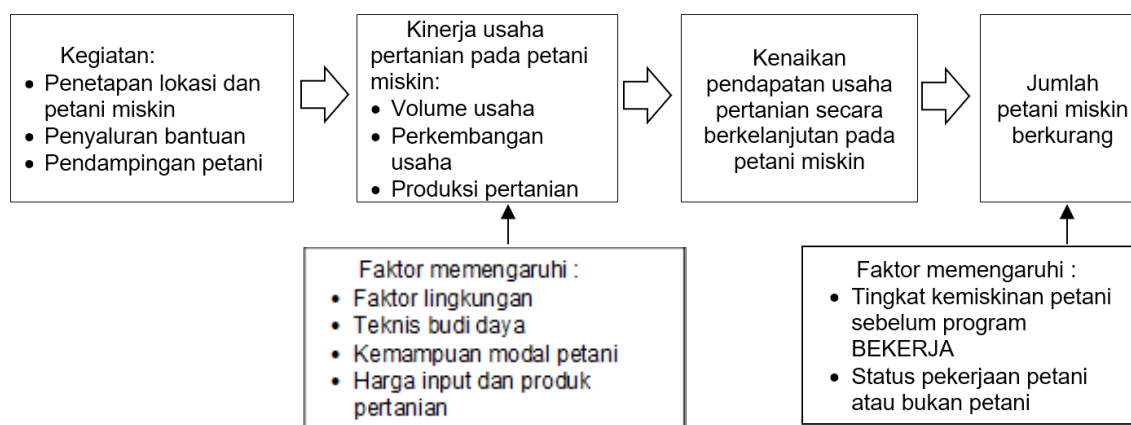 Kegiatan:
• Penetapan lokasi dan
petani miskin
• Penyaluran bantuan
• Pendampingan petani
Kinerja usaha
pertanian pada petani
miskin:
• Volume usaha
• Perkembangan
usaha
• Produksi pertanian
Kenaikan
pendapatan usaha
pertanian secara
berkelanjutan pada
petani miskin
Jumlah
petani miskin
berkurang
Faktor memengaruhi :
• Faktor lingkungan
• Teknis budi daya
• Kemampuan modal petani
• Harga input dan produk
pertanian
Faktor memengaruhi :
• Tingkat kemiskinan petani
sebelum program
BEKERJA
• Status pekerjaan petani
atau bukan petani